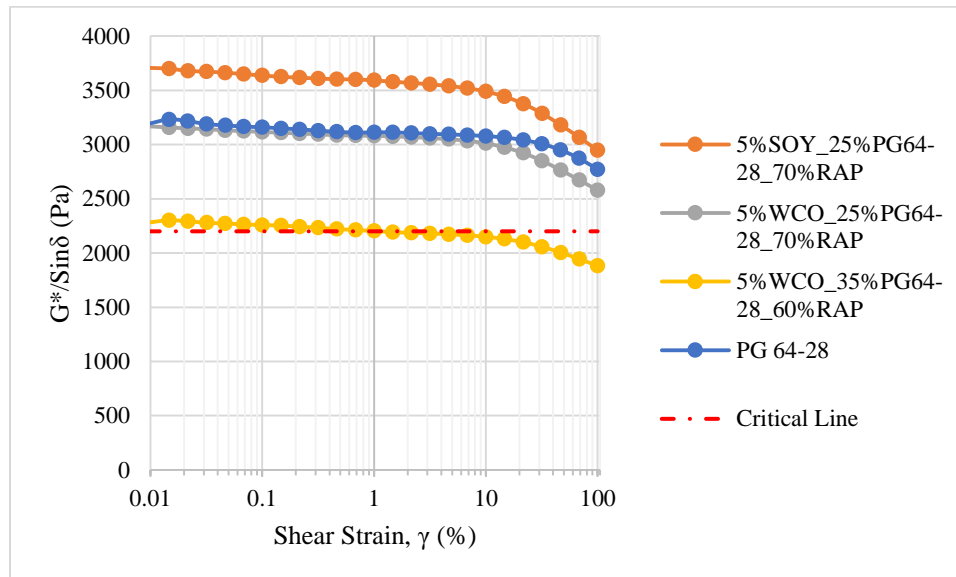 4000
3500
3000
2500
2000
1500
1000
500
0
G*/Sinδ (Pa)
0.01 0.1 1 10 100
Shear Strain, γ (%)
5%SOY_25%PG64-
28_70%RAP
5%WCO_25%PG64-
28_70%RAP
5%WCO_35%PG64-
28_60%RAP
PG 64-28
Critical Line